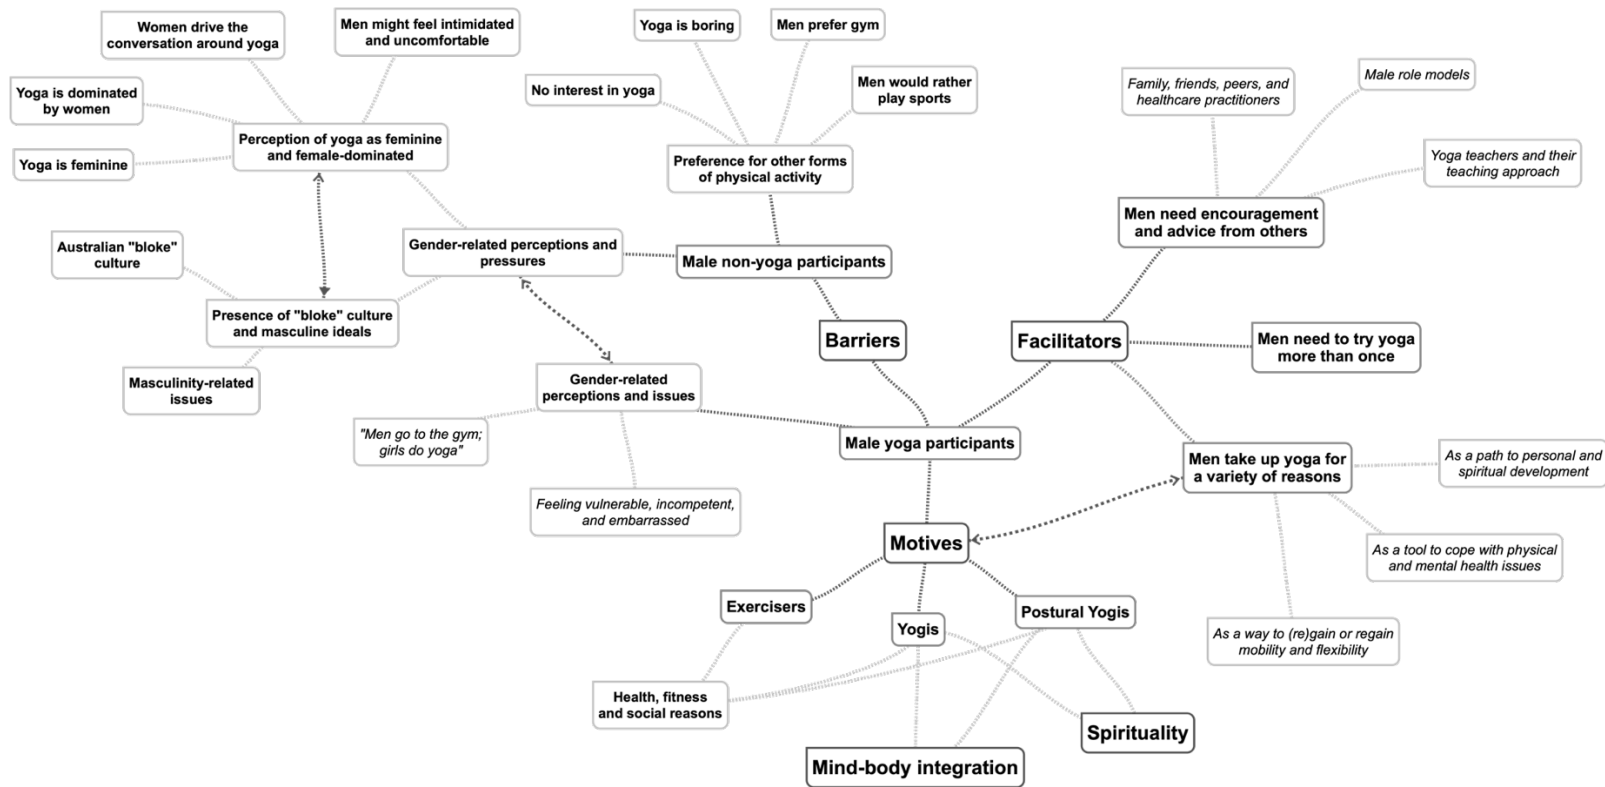 Women drive the
conversation around yoga
Men might feel intimidated
and uncomfortable
Yoga is boring
Men prefer gym
Yoga is dominated
by women
No interest in yoga
Men would rather
play sports
Family, friends, peers, and
healthcare practitioners
Male role models
Yoga is feminine
Perception of yoga as feminine
and female-dominated
Preference for other forms
of physical activity
Yoga teachers and their
teaching approach
Men need encouragement
and advice from others
Australian "bloke"
culture
Gender-related perceptions and
pressures
Male non-yoga participants
Presence of "bloke" culture
and masculine ideals
Barriers
Facilitators
Men need to try yoga
more than once
Masculinity-related
issues
Gender-related
perceptions and issues
"Men go to the gym;
girls do yoga"
Male yoga participants
Men take up yoga for
a variety of reasons
As a path to personal and
spiritual development
Feeling vulnerable, incompetent,
and embarrassed
Motives
As a tool to cope with physical
and mental health issues
Exercisers
Yogis
Postural Yogis
As a way to (re)gain or regain
mobility and flexibility
Health, fitness
and social reasons
Spirituality
Mind-body integration